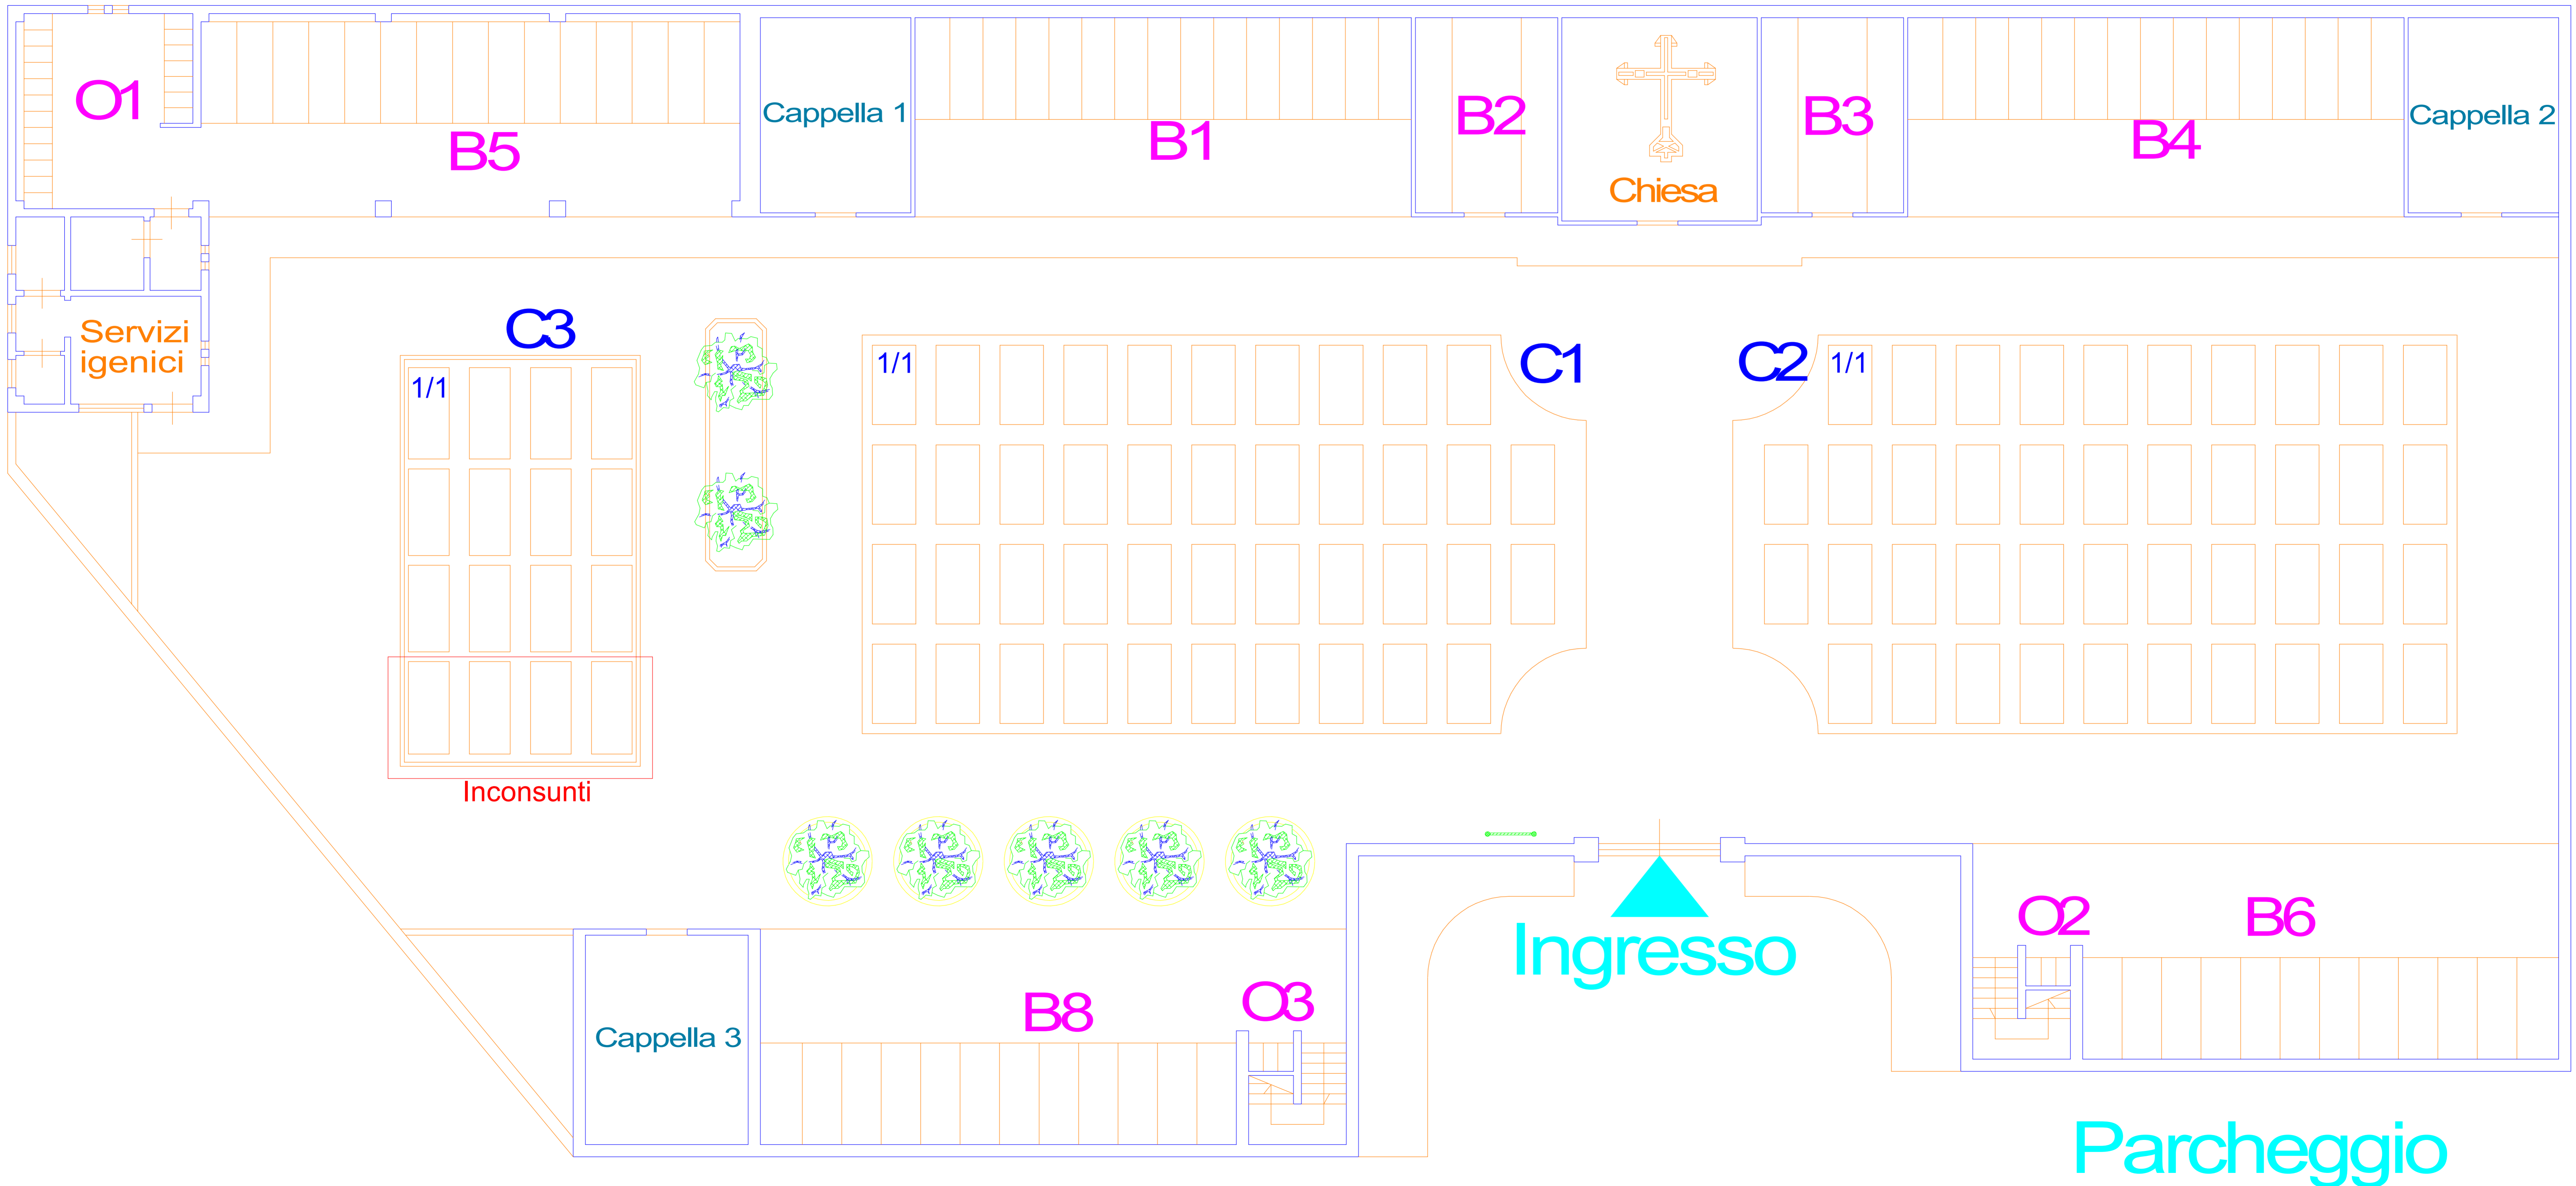 O1
B5
Cappella 1
B1
B2
Chiesa
B3
B4
Cappella 2
Servizi
igenici
C3
1/1
1/1
C1
C2
1/1
Inconsunti
Ingresso
O2
B6
Cappella 3
B8
O3
Parcheggio